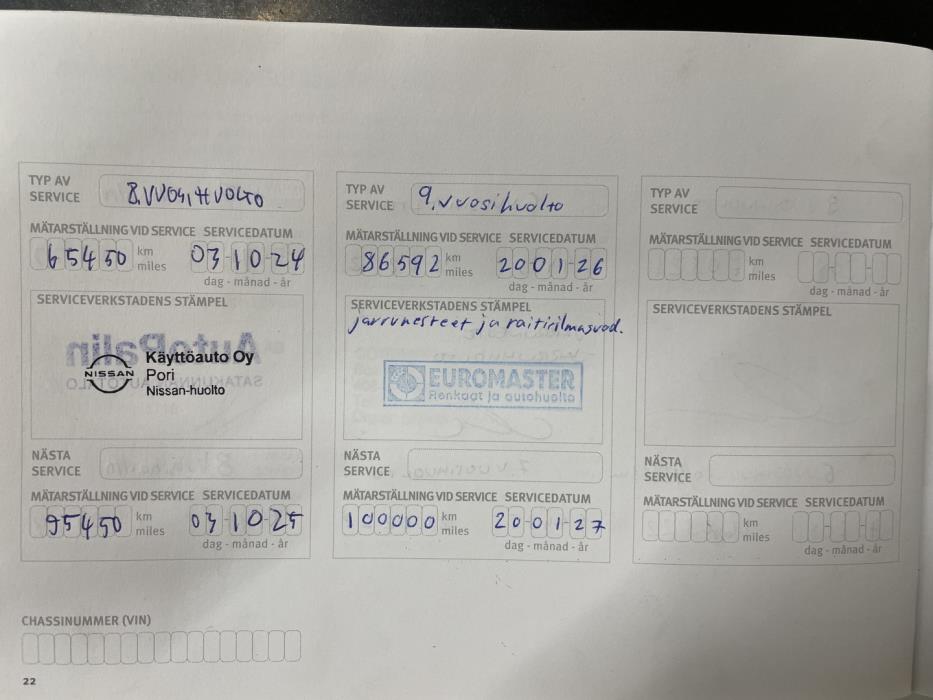 TYP AV
SERVICE
8. VUOSIHUOLTO
MÄTARSTÄLLNING VID SERVICE SERVICEDATUM
65450 km
miles
03-10-24
dag - månad - år
SERVICEVERKSTADENS STÄMPEL
NISSAN
Käyttöauto Oy
Pori
Nissan-huolto
NÄSTA
SERVICE
MÄTARSTÄLLNING VID SERVICE SERVICEDATUM
95450 km
miles
03-10-25
dag - månad - år
TYP AV
SERVICE
9. vuosihuolto
MÄTARSTÄLLNING VID SERVICE SERVICEDATUM
86592 km
miles
20-01-26
dag - månad - år
SERVICEVERKSTADENS STÄMPEL
jarrunesteet ja raitisilmasuod.
EUROMASTER
Renkaat ja autohuolto
NÄSTA
SERVICE
MÄTARSTÄLLNING VID SERVICE SERVICEDATUM
100000 km
miles
20-01-27
dag - månad - år
TYP AV
SERVICE
MÄTARSTÄLLNING VID SERVICE SERVICEDATUM
km
miles
dag - månad - år
SERVICEVERKSTADENS STÄMPEL
NÄSTA
SERVICE
MÄTARSTÄLLNING VID SERVICE SERVICEDATUM
km
miles
dag - månad - år
CHASSINUMMER (VIN)
22